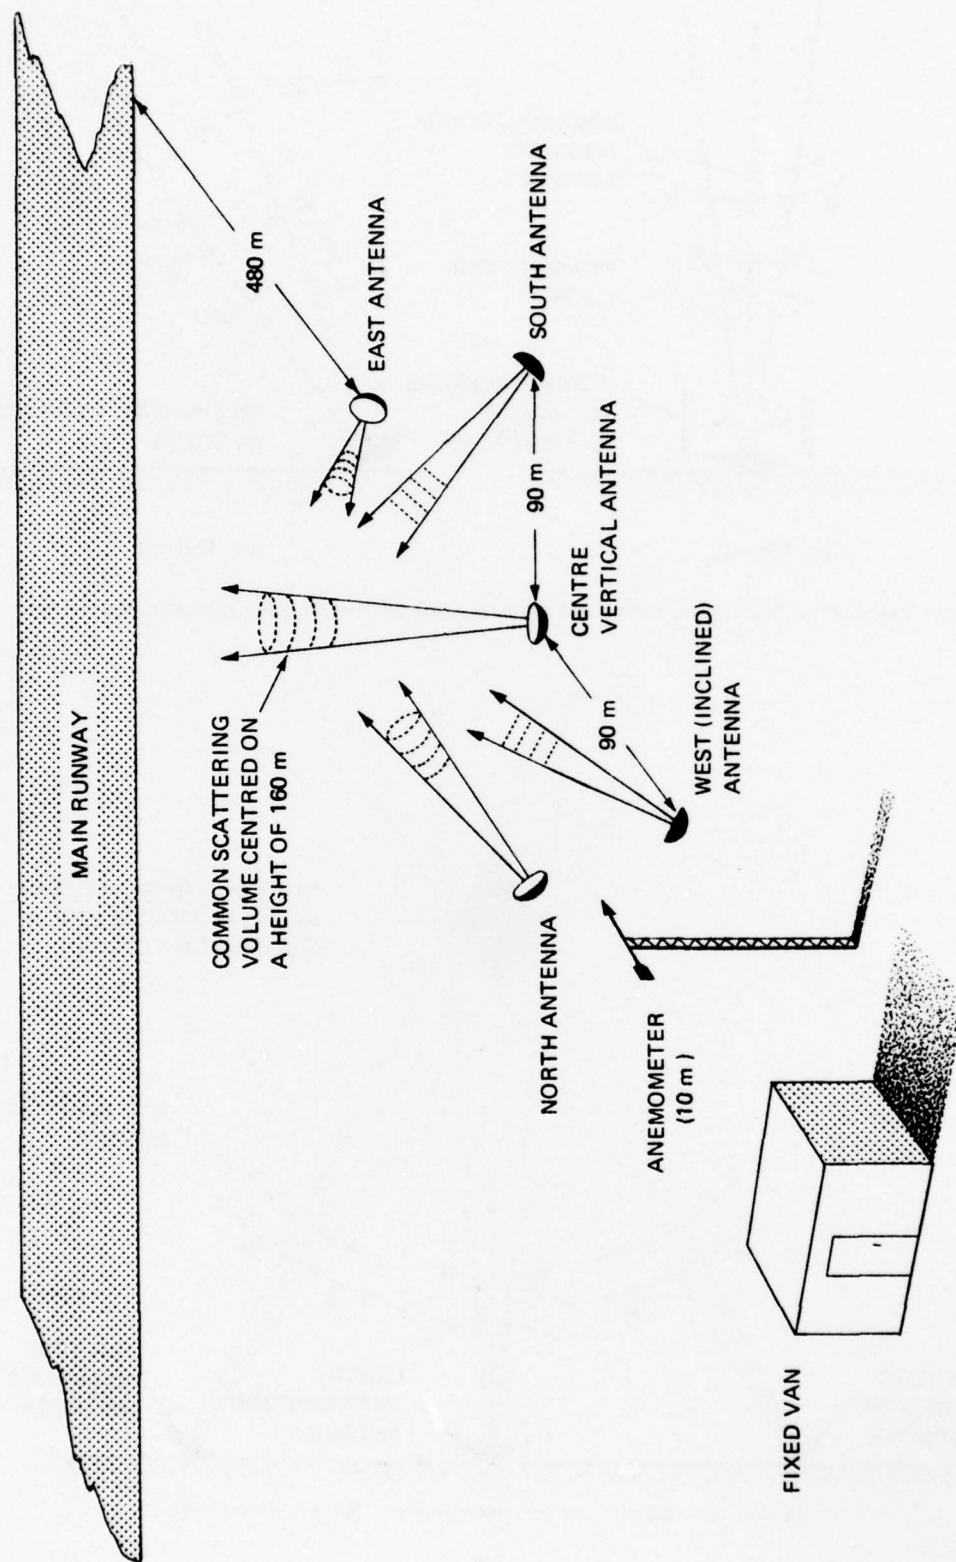 MAIN RUNWAY
480 m
EAST ANTENNA
COMMON SCATTERING
VOLUME CENTRED ON
A HEIGHT OF 160 m
SOUTH ANTENNA
90 m
CENTRE
VERTICAL ANTENNA
90 m
NORTH ANTENNA
WEST (INCLINED)
ANTENNA
ANEMOMETER
(10 m)
FIXED VAN